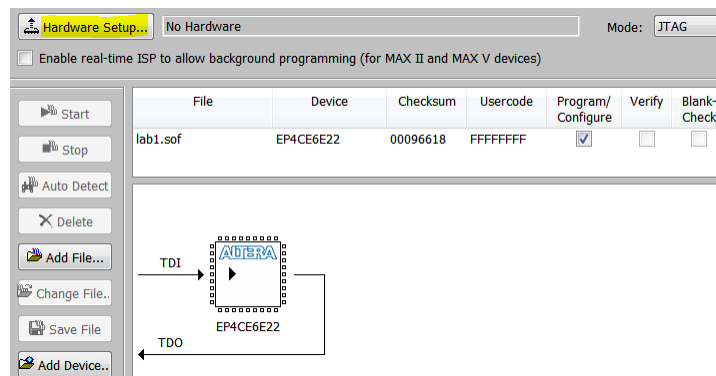 Hardware Setup... No Hardware Mode: JTAG
Enable real-time ISP to allow background programming (for MAX II and MAX V devices)
Start
Stop
Auto Detect
Delete
Add File...
Change File..
Save File
Add Device..
File Device Checksum Usercode Program/ Configure Verify Blank- Check
lab1.sof EP4CE6E22 00096618 FFFFFFFF
ALTERA
TDI
EP4CE6E22
TDO